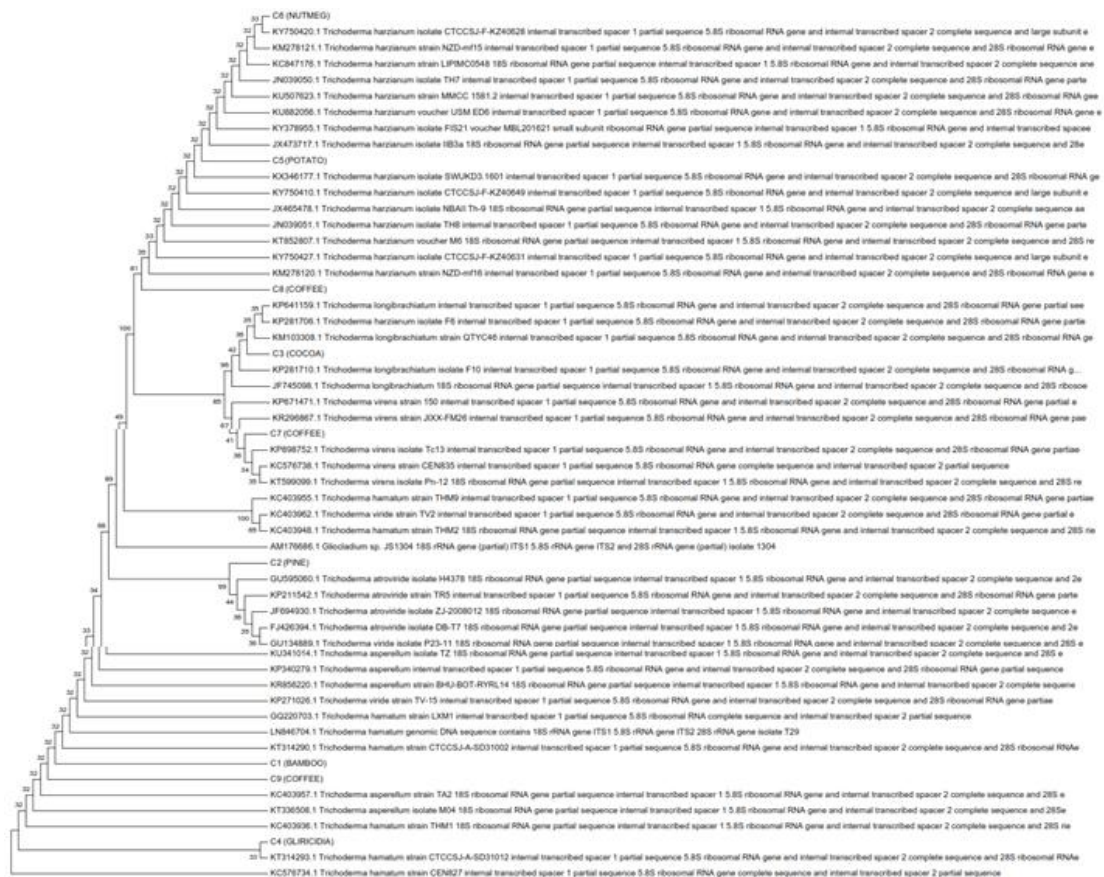 C6 (NUTMEG)
KY750420.1 Trichoderma harzianum isolate CTCCSJ-F-KZ40628 internal transcribed spacer 1 partial sequence 5.8S ribosomal RNA gene and internal transcribed spacer 2 complete sequence and large subunit e
KM278121.1 Trichoderma harzianum strain NZD-mf15 internal transcribed spacer 1 partial sequence 5.8S ribosomal RNA gene and internal transcribed spacer 2 complete sequence and 28S ribosomal RNA gene e
KC847176.1 Trichoderma harzianum strain LIPIMC0548 18S ribosomal RNA gene partial sequence internal transcribed spacer 1 5.8S ribosomal RNA gene and internal transcribed spacer 2 complete sequence ane
JN039050.1 Trichoderma harzianum isolate TH7 internal transcribed spacer 1 partial sequence 5.8S ribosomal RNA gene and internal transcribed spacer 2 complete sequence and 28S ribosomal RNA gene parte
KU507623.1 Trichoderma harzianum strain MMCC 1581.2 internal transcribed spacer 1 partial sequence 5.8S ribosomal RNA gene and internal transcribed spacer 2 complete sequence and 28S ribosomal RNA gee
KU682056.1 Trichoderma harzianum voucher USM ED6 internal transcribed spacer 1 partial sequence 5.8S ribosomal RNA gene and internal transcribed spacer 2 complete sequence and 28S ribosomal RNA gene e
KY378955.1 Trichoderma harzianum isolate FIS21 voucher MBL201621 small subunit ribosomal RNA gene partial sequence internal transcribed spacer 1 5.8S ribosomal RNA gene and internal transcribed spacee
JX473717.1 Trichoderma harzianum isolate IIB3a 18S ribosomal RNA gene partial sequence internal transcribed spacer 1 5.8S ribosomal RNA gene and internal transcribed spacer 2 complete sequence and 28e
C5(POTATO)
KX346177.1 Trichoderma harzianum isolate SWUKD3.1601 internal transcribed spacer 1 partial sequence 5.8S ribosomal RNA gene and internal transcribed spacer 2 complete sequence and 28S ribosomal RNA ge
KY750410.1 Trichoderma harzianum isolate CTCCSJ-F-KZ40649 internal transcribed spacer 1 partial sequence 5.8S ribosomal RNA gene and internal transcribed spacer 2 complete sequence and large subunit e
JX465478.1 Trichoderma harzianum isolate NBAII Th-9 18S ribosomal RNA gene partial sequence internal transcribed spacer 1 5.8S ribosomal RNA gene and internal transcribed spacer 2 complete sequence ae
JN039051.1 Trichoderma harzianum isolate TH8 internal transcribed spacer 1 partial sequence 5.8S ribosomal RNA gene and internal transcribed spacer 2 complete sequence and 28S ribosomal RNA gene parte
KT852807.1 Trichoderma harzianum voucher M6 18S ribosomal RNA gene partial sequence internal transcribed spacer 1 5.8S ribosomal RNA gene and internal transcribed spacer 2 complete sequence and 28S re
KY750427.1 Trichoderma harzianum isolate CTCCSJ-F-KZ40631 internal transcribed spacer 1 partial sequence 5.8S ribosomal RNA gene and internal transcribed spacer 2 complete sequence and large subunit e
KM278120.1 Trichoderma harzianum strain NZD-mf16 internal transcribed spacer 1 partial sequence 5.8S ribosomal RNA gene and internal transcribed spacer 2 complete sequence and 28S ribosomal RNA gene e
C8 (COFFEE)
KP641159.1 Trichoderma longibrachiatum internal transcribed spacer 1 partial sequence 5.8S ribosomal RNA gene and internal transcribed spacer 2 complete sequence and 28S ribosomal RNA gene partial see
KP281706.1 Trichoderma harzianum isolate F6 internal transcribed spacer 1 partial sequence 5.8S ribosomal RNA gene and internal transcribed spacer 2 complete sequence and 28S ribosomal RNA gene partie
KM103308.1 Trichoderma longibrachiatum strain QTYC46 internal transcribed spacer 1 partial sequence 5.8S ribosomal RNA gene and internal transcribed spacer 2 complete sequence and 28S ribosomal RNA ge
C3 (COCOA)
KP281710.1 Trichoderma longibrachiatum isolate F10 internal transcribed spacer 1 partial sequence 5.8S ribosomal RNA gene and internal transcribed spacer 2 complete sequence and 28S ribosomal RNA g...
JF745098.1 Trichoderma longibrachiatum 18S ribosomal RNA gene partial sequence internal transcribed spacer 1 5.8S ribosomal RNA gene and internal transcribed spacer 2 complete sequence and 28S ribosoe
KP671471.1 Trichoderma virens strain 150 internal transcribed spacer 1 partial sequence 5.8S ribosomal RNA gene and internal transcribed spacer 2 complete sequence and 28S ribosomal RNA gene partial e
KR296867.1 Trichoderma virens strain JXX-FM26 internal transcribed spacer 1 partial sequence 5.8S ribosomal RNA gene and internal transcribed spacer 2 complete sequence and 28S ribosomal RNA gene pae
C7 (COFFEE)
KP898752.1 Trichoderma virens isolate Tc13 internal transcribed spacer 1 partial sequence 5.8S ribosomal RNA gene and internal transcribed spacer 2 complete sequence and 28S ribosomal RNA gene partiae
KC576738.1 Trichoderma virens strain CEN835 internal transcribed spacer 1 partial sequence 5.8S ribosomal RNA gene complete sequence and internal transcribed spacer 2 partial sequence
KT599099.1 Trichoderma virens isolate Pn-12 18S ribosomal RNA gene partial sequence internal transcribed spacer 1 5.8S ribosomal RNA gene and internal transcribed spacer 2 complete sequence and 28S re
KC403955.1 Trichoderma hamatum strain THM9 internal transcribed spacer 1 partial sequence 5.8S ribosomal RNA gene and internal transcribed spacer 2 complete sequence and 28S ribosomal RNA gene partiae
KC403962.1 Trichoderma viride strain TV2 internal transcribed spacer 1 partial sequence 5.8S ribosomal RNA gene and internal transcribed spacer 2 complete sequence and 28S ribosomal RNA gene partial e
KC403948.1 Trichoderma hamatum strain THM2 18S ribosomal RNA gene partial sequence internal transcribed spacer 1 5.8S ribosomal RNA gene and internal transcribed spacer 2 complete sequence and 28S rie
AM176686.1 Gliocladium sp. JS1304 18S rRNA gene (partial) ITS1 5.8S rRNA gene ITS2 and 28S rRNA gene (partial) isolate 1304
C2 (PINE)
GU595060.1 Trichoderma atroviride isolate H4378 18S ribosomal RNA gene partial sequence internal transcribed spacer 1 5.8S ribosomal RNA gene and internal transcribed spacer 2 complete sequence and 2e
KP211542.1 Trichoderma atroviride strain TR5 internal transcribed spacer 1 partial sequence 5.8S ribosomal RNA gene and internal transcribed spacer 2 complete sequence and 28S ribosomal RNA gene parte
JF694930.1 Trichoderma atroviride isolate ZJ-2008012 18S ribosomal RNA gene partial sequence internal transcribed spacer 1 5.8S ribosomal RNA gene and internal transcribed spacer 2 complete sequence e
FJ426394.1 Trichoderma atroviride isolate DB-T7 18S ribosomal RNA gene partial sequence internal transcribed spacer 1 5.8S ribosomal RNA gene and internal transcribed spacer 2 complete sequence and 2e
GU134889.1 Trichoderma viride isolate P23-11 18S ribosomal RNA gene partial sequence internal transcribed spacer 1 5.8S ribosomal RNA gene and internal transcribed spacer 2 complete sequence and 28S e
KU341014.1 Trichoderma asperellum isolate TZ 18S ribosomal RNA gene partial sequence internal transcribed spacer 1 5.8S ribosomal RNA gene and internal transcribed spacer 2 complete sequence and 28S e
KP340279.1 Trichoderma asperellum internal transcribed spacer 1 partial sequence 5.8S ribosomal RNA gene and internal transcribed spacer 2 complete sequence and 28S ribosomal RNA gene partial sequence
KR856220.1 Trichoderma asperellum strain BHU-BOT-RYRL14 18S ribosomal RNA gene partial sequence internal transcribed spacer 1 5.8S ribosomal RNA gene and internal transcribed spacer 2 complete sequene
KP271026.1 Trichoderma viride strain TV-15 internal transcribed spacer 1 partial sequence 5.8S ribosomal RNA gene and internal transcribed spacer 2 complete sequence and 28S ribosomal RNA gene partiae
GQ220703.1 Trichoderma hamatum strain LXM1 internal transcribed spacer 1 partial sequence 5.8S ribosomal RNA complete sequence and internal transcribed spacer 2 partial sequence
LN846704.1 Trichoderma hamatum genomic DNA sequence contains 18S rRNA gene ITS1 5.8S rRNA gene ITS2 28S rRNA gene isolate T29
KT314290.1 Trichoderma hamatum strain CTCCSJ-A-SD31002 internal transcribed spacer 1 partial sequence 5.8S ribosomal RNA gene and internal transcribed spacer 2 complete sequence and 28S ribosomal RNAe
C1 (BAMBOO)
C9 (COFFEE)
KC403957.1 Trichoderma asperellum strain TA2 18S ribosomal RNA gene partial sequence internal transcribed spacer 1 5.8S ribosomal RNA gene and internal transcribed spacer 2 complete sequence and 28S e
KT336508.1 Trichoderma asperellum isolate M04 18S ribosomal RNA gene partial sequence internal transcribed spacer 1 5.8S ribosomal RNA gene and internal transcribed spacer 2 complete sequence and 28Se
KC403936.1 Trichoderma hamatum strain THM1 18S ribosomal RNA gene partial sequence internal transcribed spacer 1 5.8S ribosomal RNA gene and internal transcribed spacer 2 complete sequence and 28S rie
C4 (GLIRICIDIA)
KT314293.1 Trichoderma hamatum strain CTCCSJ-A-SD31012 internal transcribed spacer 1 partial sequence 5.8S ribosomal RNA gene and internal transcribed spacer 2 complete sequence and 28S ribosomal RNAe
KC576734.1 Trichoderma hamatum strain CEN827 internal transcribed spacer 1 partial sequence 5.8S ribosomal RNA gene complete sequence and internal transcribed spacer 2 partial sequence